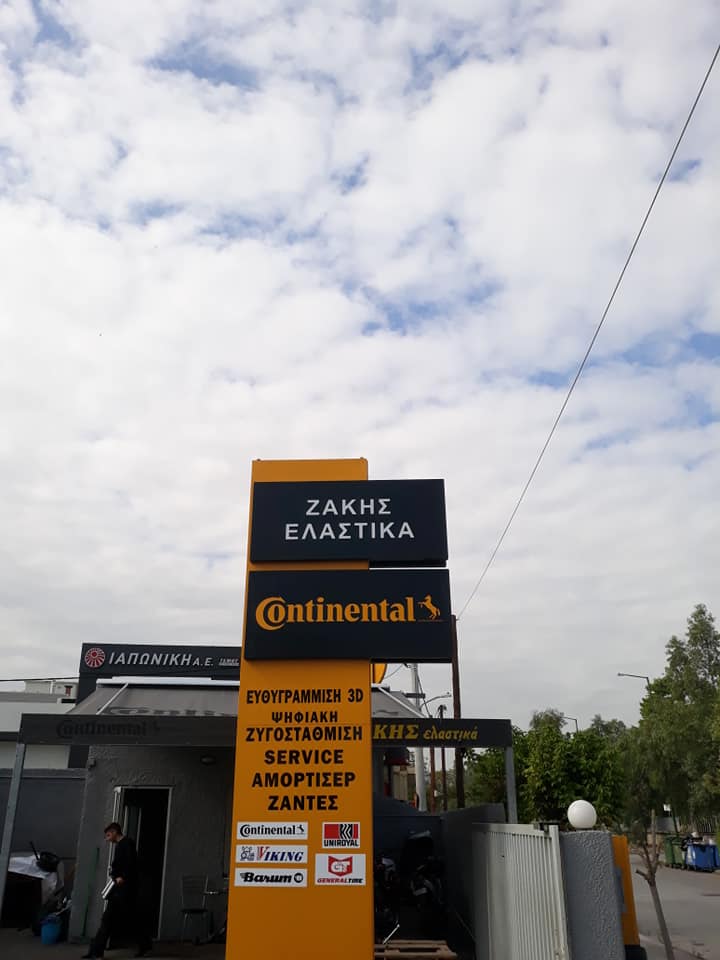 ΖΑΚΗΣ
ΕΛΑΣΤΙΚΑ
Continental
ΙΑΠΩΝΙΚΗ Α.Ε.
ΕΥΘΥΓΡΑΜΜΙΣΗ 3D
ΨΗΦΙΑΚΗ
ΖΥΓΟΣΤΑΘΜΙΣΗ
SERVICE
ΑΜΟΡΤΙΣΕΡ
ΖΑΝΤΕΣ
Continental
ΚΗΣ ελαστικά
Continental
UNIROYAL
VIKING
Barum
GT
GENERAL TIRE